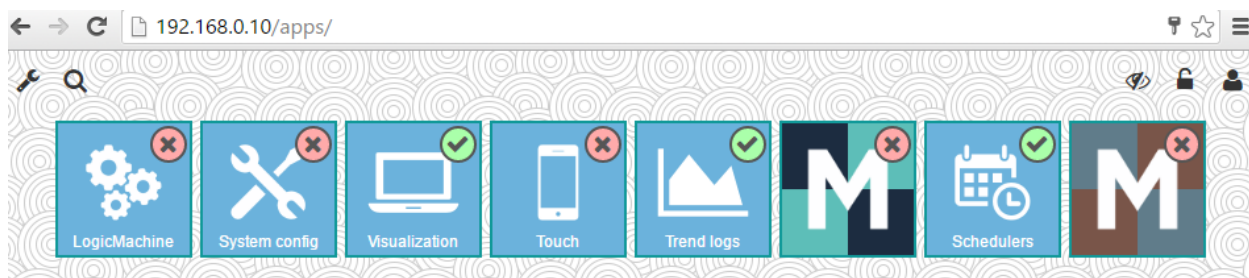 192.168.0.10/apps/
LogicMachine
System config
Visualization
Touch
Trend logs
M
Schedulers
M